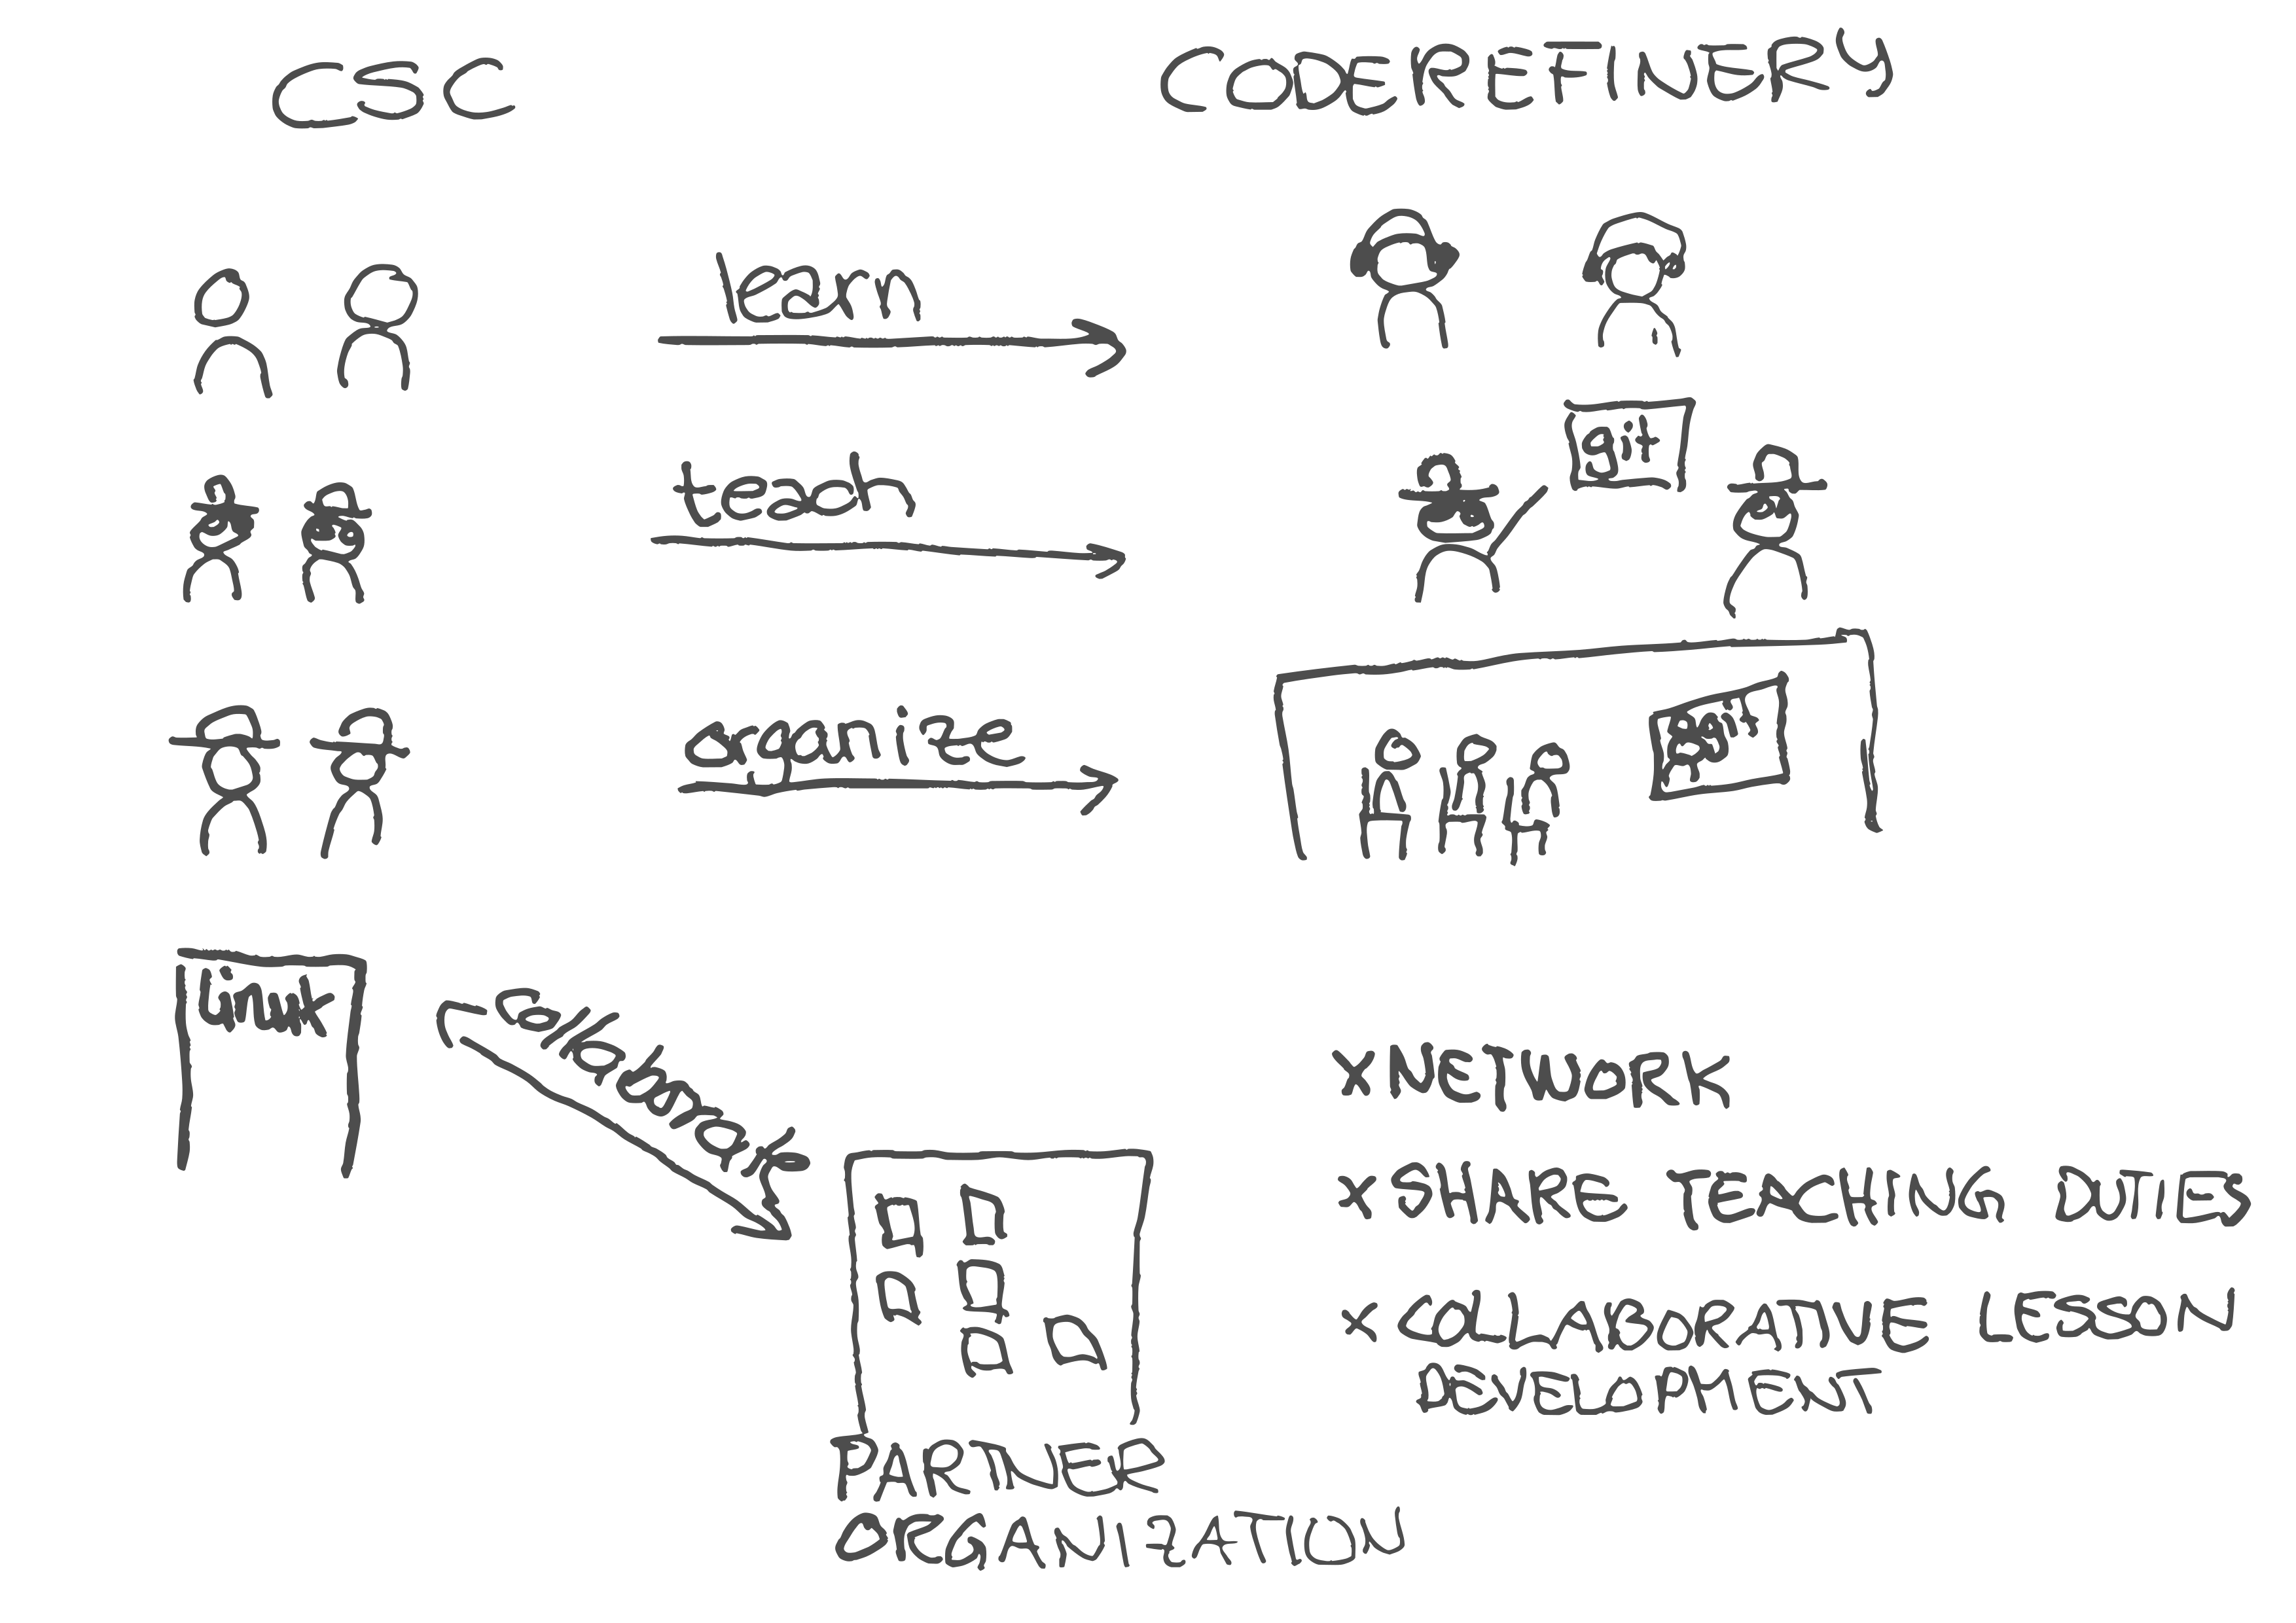 CSC
CODEREFINERY
learn
teach
git
organize
git
Linux
collaborate
×NETWORK
× SHARE TEACHING DUTIES
× COLLABORATIVE LESSON
DEVELOPMENT
PARTNER
ORGANIZATION